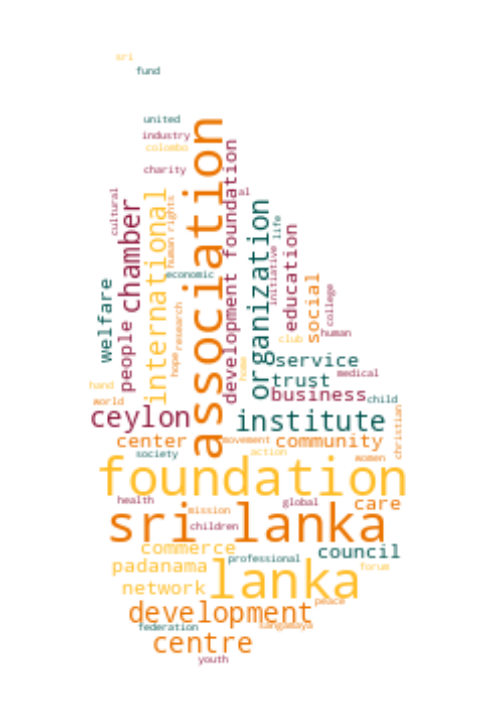 sri
fund
united
industry
colombo
charity
association
development foundation
al
cultural
chamber
international
human rights
organization
life
economic
initiative
education
social
college
human
welfare
people
hope
research
home
club
service
trust
medical
business
child
hand
world
ceylon
institute
christian
center
movement
community
society
action
women
foundation
health
mission
global
care
sri lanka
children
commerce
professional
council
padanama
forum
network
lanka
peace
development
federation
sangamaya
centre
youth